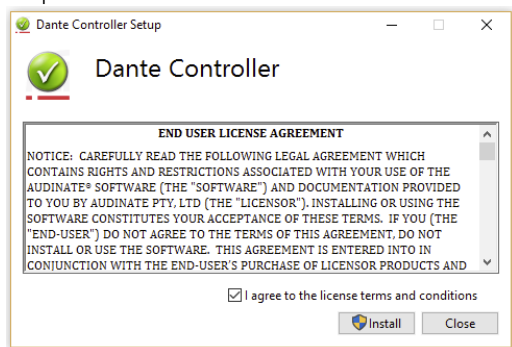 Dante Controller Setup
Dante Controller
END USER LICENSE AGREEMENT
NOTICE: CAREFULLY READ THE FOLLOWING LEGAL AGREEMENT WHICH
CONTAINS RIGHTS AND RESTRICTIONS ASSOCIATED WITH YOUR USE OF THE
AUDINATE® SOFTWARE (THE "SOFTWARE") AND DOCUMENTATION PROVIDED
TO YOU BY AUDINATE PTY, LTD (THE "LICENSOR"). INSTALLING OR USING THE
SOFTWARE CONSTITUTES YOUR ACCEPTANCE OF THESE TERMS. IF YOU (THE
"END-USER") DO NOT AGREE TO THE TERMS OF THIS AGREEMENT, DO NOT
INSTALL OR USE THE SOFTWARE. THIS AGREEMENT IS ENTERED INTO IN
CONJUNCTION WITH THE END-USER'S PURCHASE OF LICENSOR PRODUCTS AND
I agree to the license terms and conditions
Install Close